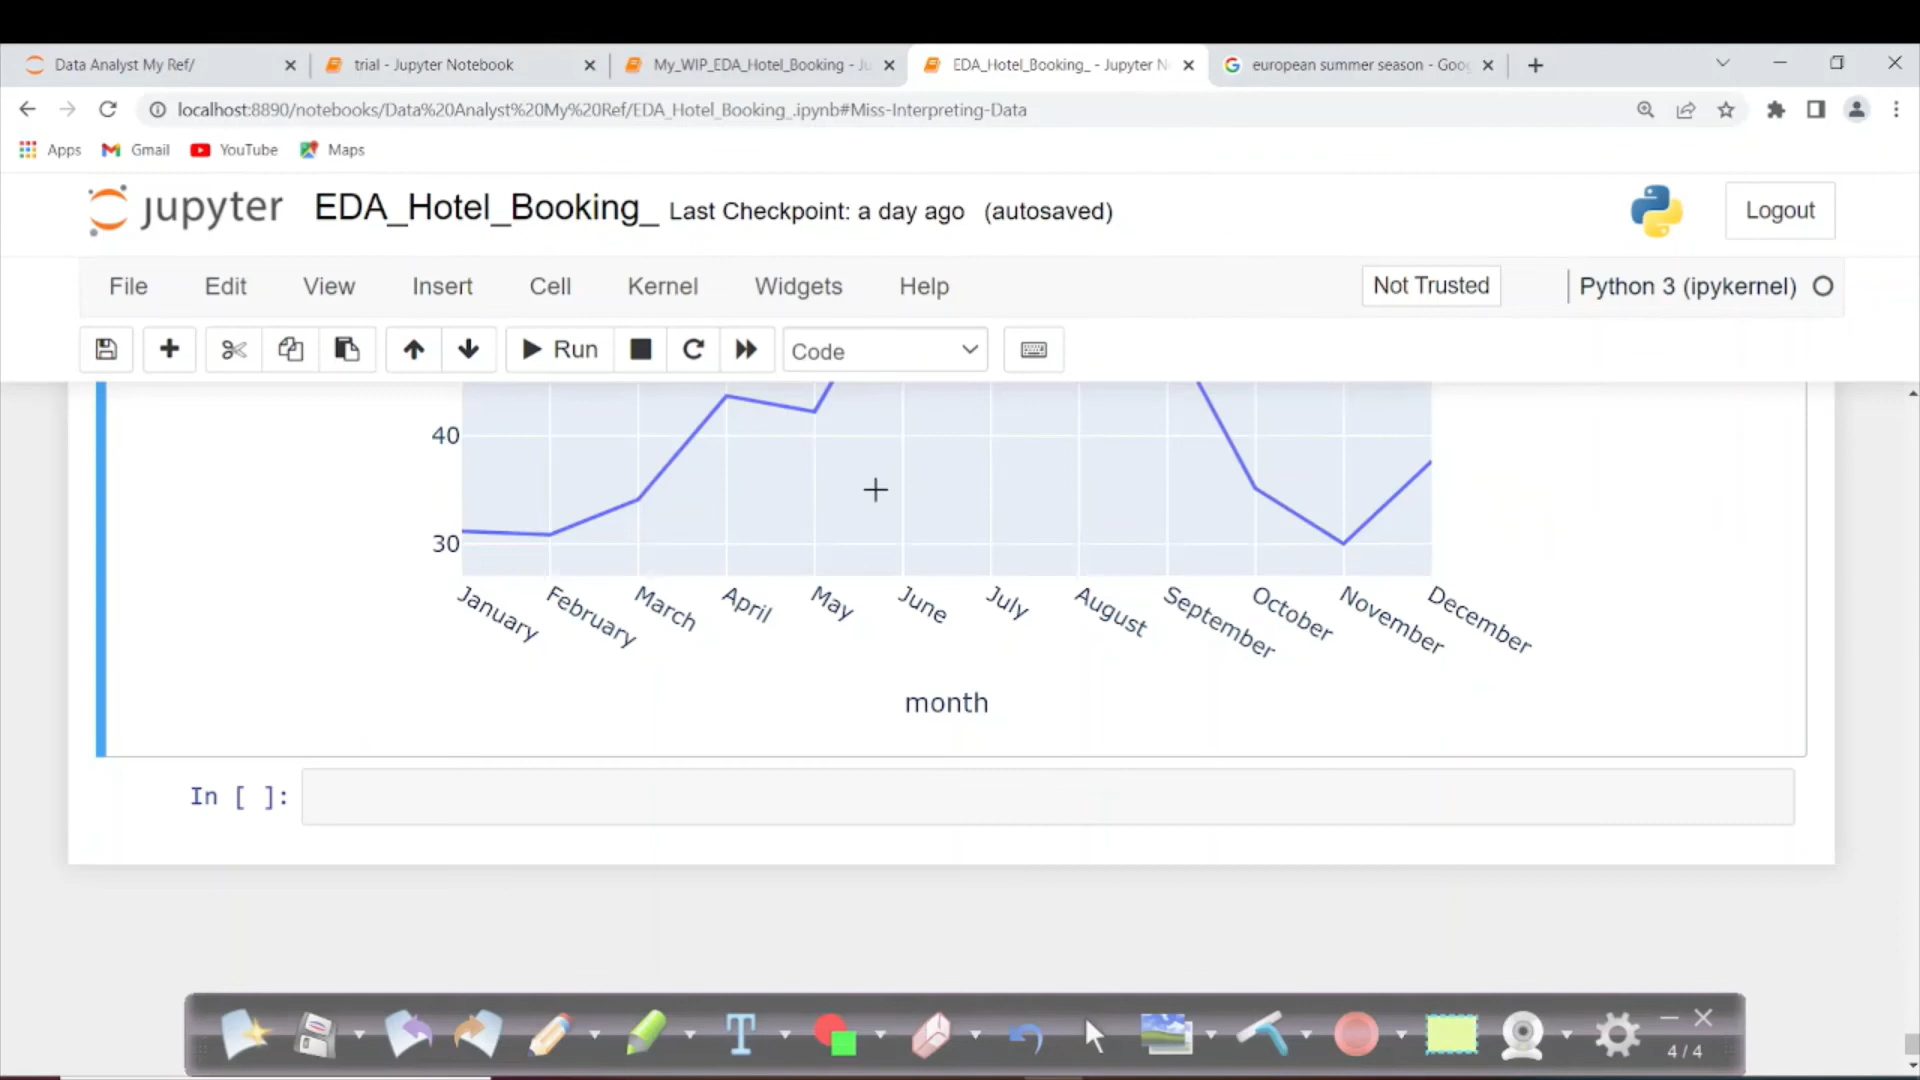 Data Analyst My Ref/
trial - Jupyter Notebook
My_WIP_EDA_Hotel_Booking - Ju
EDA_Hotel_Booking_ - Jupyter N
european summer season - Goog
localhost:8890/notebooks/Data%20Analyst%20My%20Ref/EDA_Hotel_Booking_.ipynb#Miss-Interpreting-Data
Apps Gmail YouTube Maps
jupyter EDA_Hotel_Booking_ Last Checkpoint: a day ago (autosaved)
Logout
File Edit View Insert Cell Kernel Widgets Help
Not Trusted
Python 3 (ipykernel)
Run
Code
40
30
January
February
March
April
May
June
July
August
September
October
November
December
month
In [ ]:
T
4 / 4